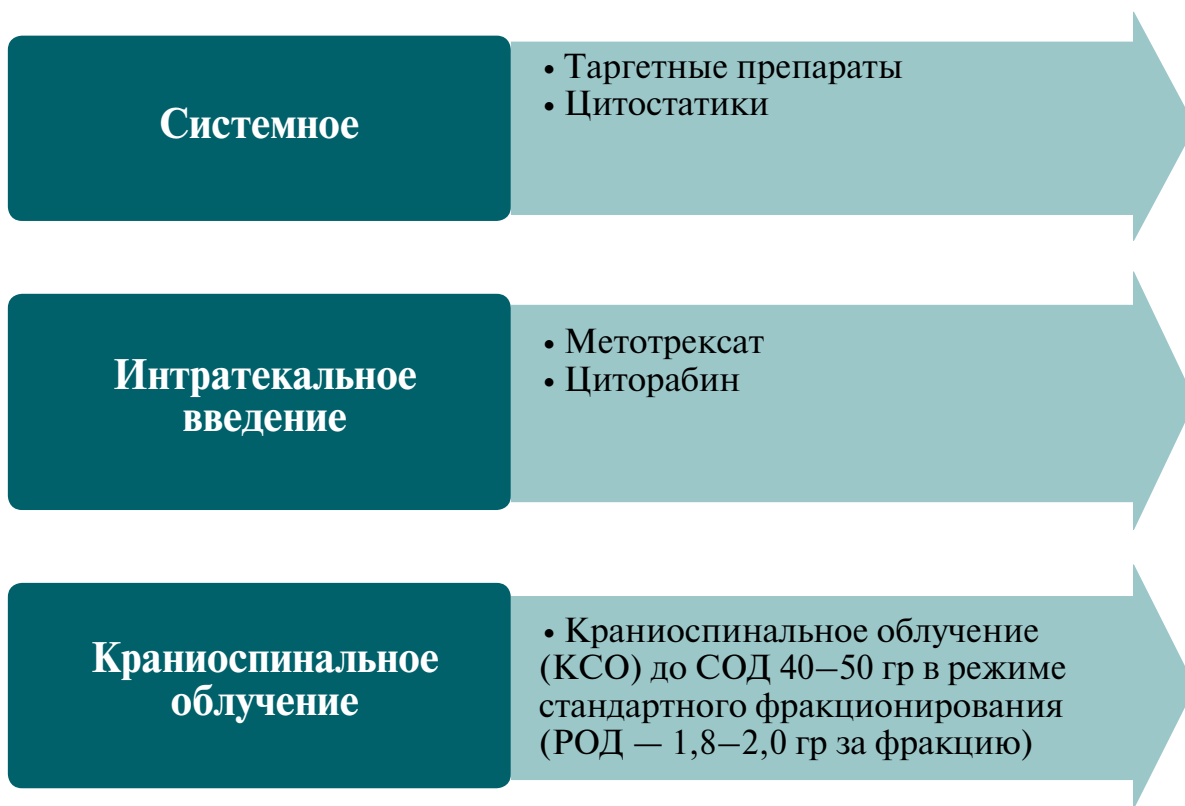 Системное
• Таргетные препараты
• Цитостатики
Интратекальное
введение
• Метотрексат
• Циторабин
Краниоспинальное
облучение
• Краниоспинальное облучение
(КСО) до СОД 40–50 гр в режиме
стандартного фракционирования
(РОД — 1,8–2,0 гр за фракцию)